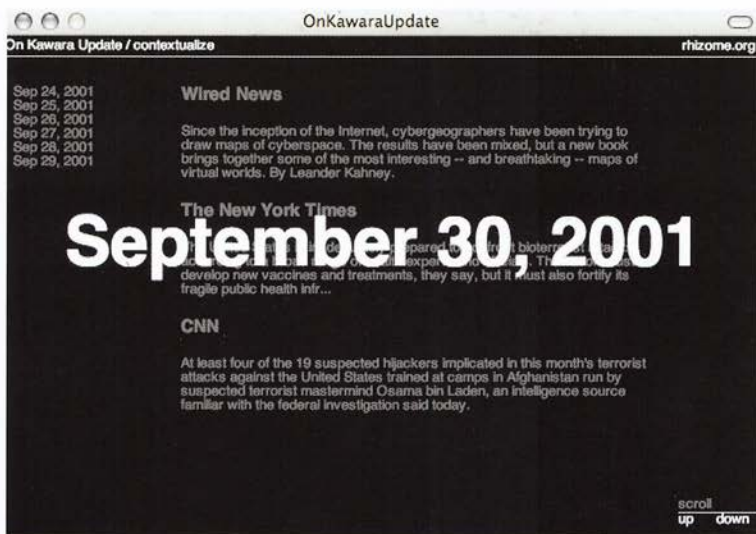 OnKawaraUpdate
On Kawara Update / contextualize
rhizome.org
Sep 24, 2001
Sep 25, 2001
Sep 26, 2001
Sep 27, 2001
Sep 28, 2001
Sep 29, 2001
Wired News
Since the inception of the Internet, cybergeographers have been trying to
draw maps of cyberspace. The results have been mixed, but a new book
brings together some of the most interesting -- and breathtaking -- maps of
virtual worlds. By Leander Kahney.
The New York Times
September 30, 2001
develop new vaccines and treatments, they say, but it must also fortify its
fragile public health infr...
CNN
At least four of the 19 suspected hijackers implicated in this month's terrorist
attacks against the United States trained at camps in Afghanistan run by
suspected terrorist mastermind Osama bin Laden, an intelligence source
familiar with the federal investigation said today.
scroll
up down